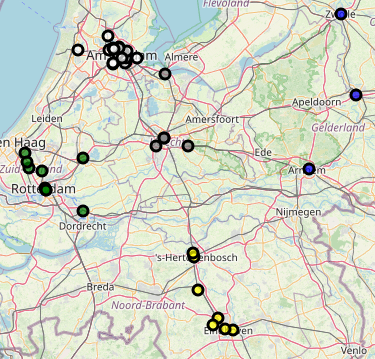 Flevoland
Zwolle
Amsterdam
Almere
Apeldoorn
Leiden
Amersfoort
Gelderland
en Haag
Ede
Zuid
Arnhem
Rotterdam
Nijmegen
Dordrecht
's-Hertogenbosch
Breda
Noord-Brabant
Eindhoven
Venlo